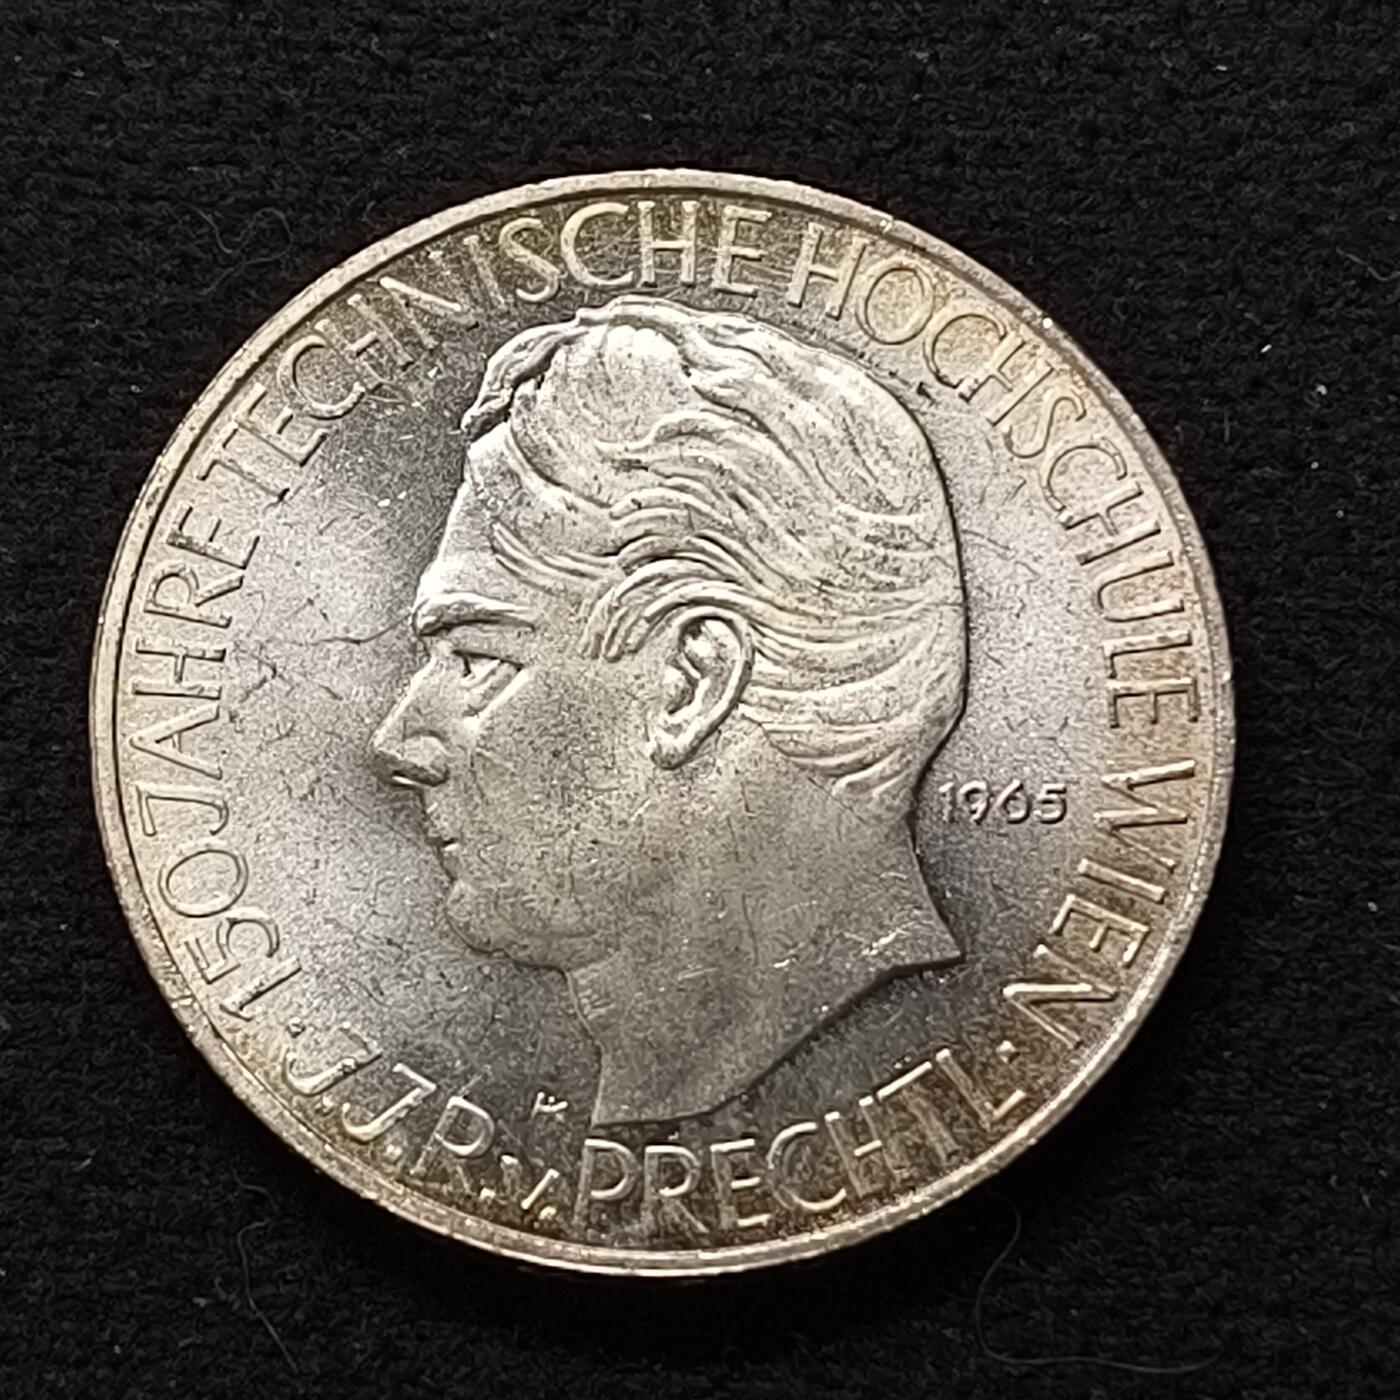 150 JAHRE TECHNISCHE HOCHSCHULE WIEN ·
J.J.R.v.PRECHTL ·
1965